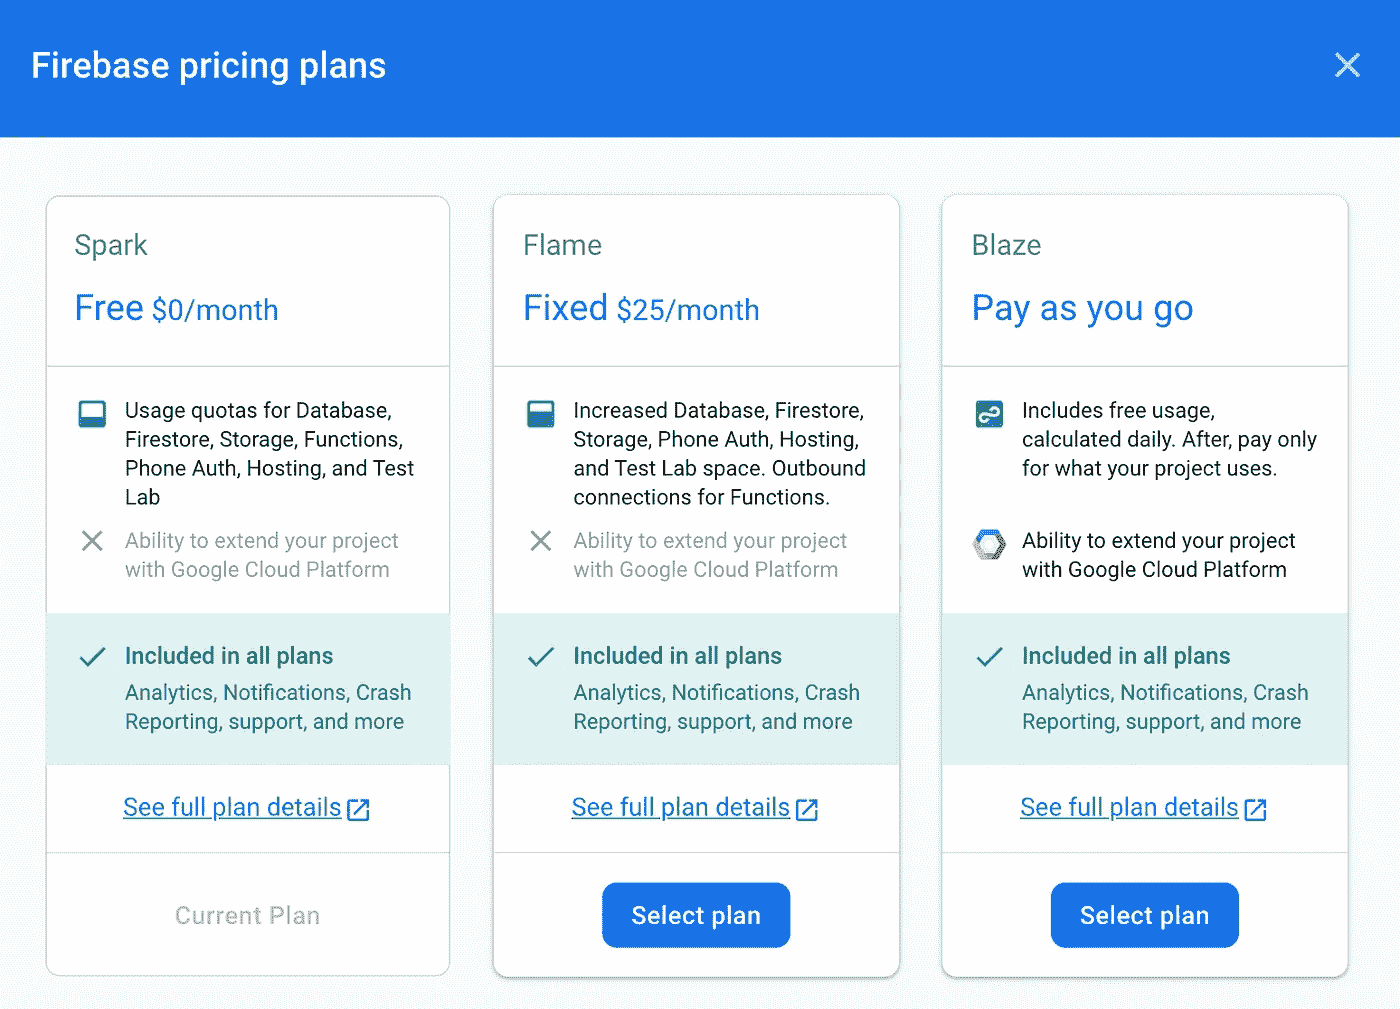 Firebase pricing plans
Spark
Free $0/month
Usage quotas for Database,
Firestore, Storage, Functions,
Phone Auth, Hosting, and Test
Lab
Ability to extend your project
with Google Cloud Platform
Included in all plans
Analytics, Notifications, Crash
Reporting, support, and more
See full plan details
Current Plan
Flame
Fixed $25/month
Increased Database, Firestore,
Storage, Phone Auth, Hosting,
and Test Lab space. Outbound
connections for Functions.
Ability to extend your project
with Google Cloud Platform
Included in all plans
Analytics, Notifications, Crash
Reporting, support, and more
See full plan details
Select plan
Blaze
Pay as you go
Includes free usage,
calculated daily. After, pay only
for what your project uses.
Ability to extend your project
with Google Cloud Platform
Included in all plans
Analytics, Notifications, Crash
Reporting, support, and more
See full plan details
Select plan